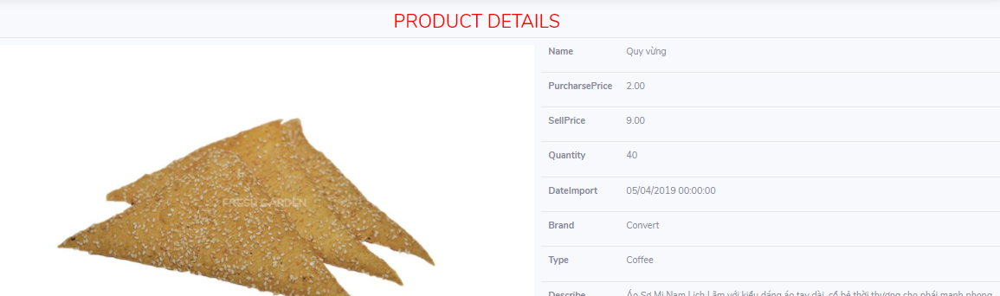 PRODUCT DETAILS
Name Quy vừng
PurcharsePrice 2.00
SellPrice 9.00
Quantity 40
DateImport 05/04/2019 00:00:00
FRESH GARDEN
Brand Convert
Type Coffee
Describe Áo Sơ Mi Nam Lịch Lãm với kiểu dáng áo tay dài, cổ bẻ thời thượng cho phái mạnh phong